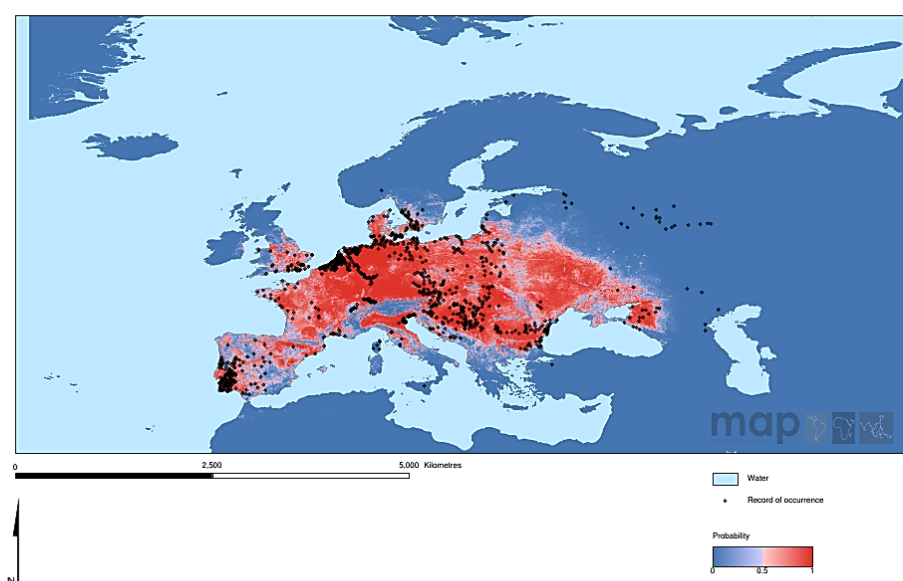 map
0 2,500 5,000 Kilometres
Water
Record of occurrence
Probability
0 0.5 1
N